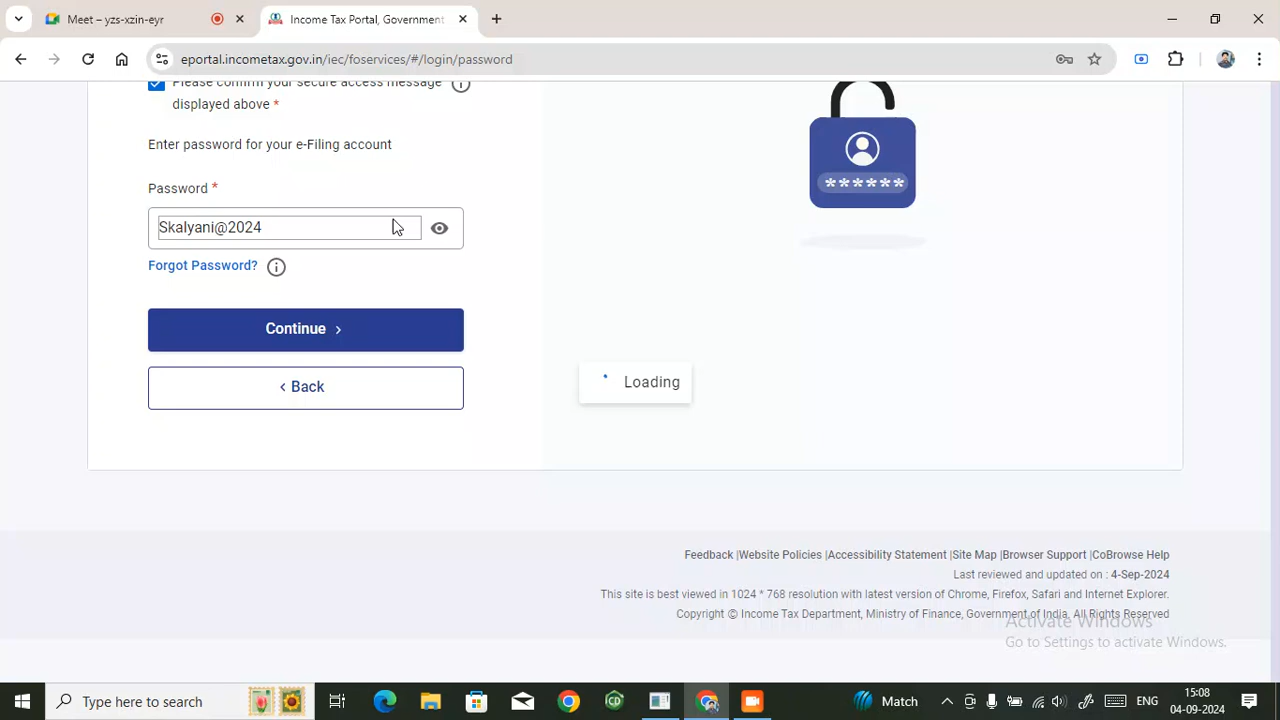 Meet – yzs-xzin-eyr
Income Tax Portal, Government
eportal.incometax.gov.in/iec/foservices/#/login/password
Please confirm your secure access message
displayed above *
Enter password for your e-Filing account
Password *
Skalyani@2024
Forgot Password?
Continue
Back
******
Loading
Feedback |Website Policies |Accessibility Statement |Site Map |Browser Support |CoBrowse Help
Last reviewed and updated on : 4-Sep-2024
This site is best viewed in 1024 * 768 resolution with latest version of Chrome, Firefox, Safari and Internet Explorer.
Copyright © Income Tax Department, Ministry of Finance, Government of India. All Rights Reserved
Activate Windows
Go to Settings to activate Windows.
Type here to search
Match
ENG
15:08
04-09-2024